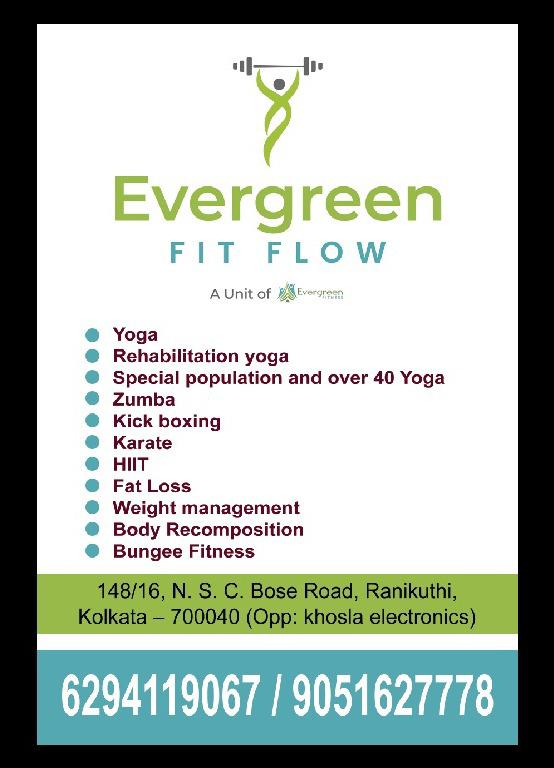 Evergreen
FIT FLOW
A Unit of Evergreen
FITNESS
Yoga
Rehabilitation yoga
Special population and over 40 Yoga
Zumba
Kick boxing
Karate
HIIT
Fat Loss
Weight management
Body Recomposition
Bungee Fitness
148/16, N. S. C. Bose Road, Ranikuthi,
Kolkata – 700040 (Opp: khosla electronics)
6294119067 / 9051627778